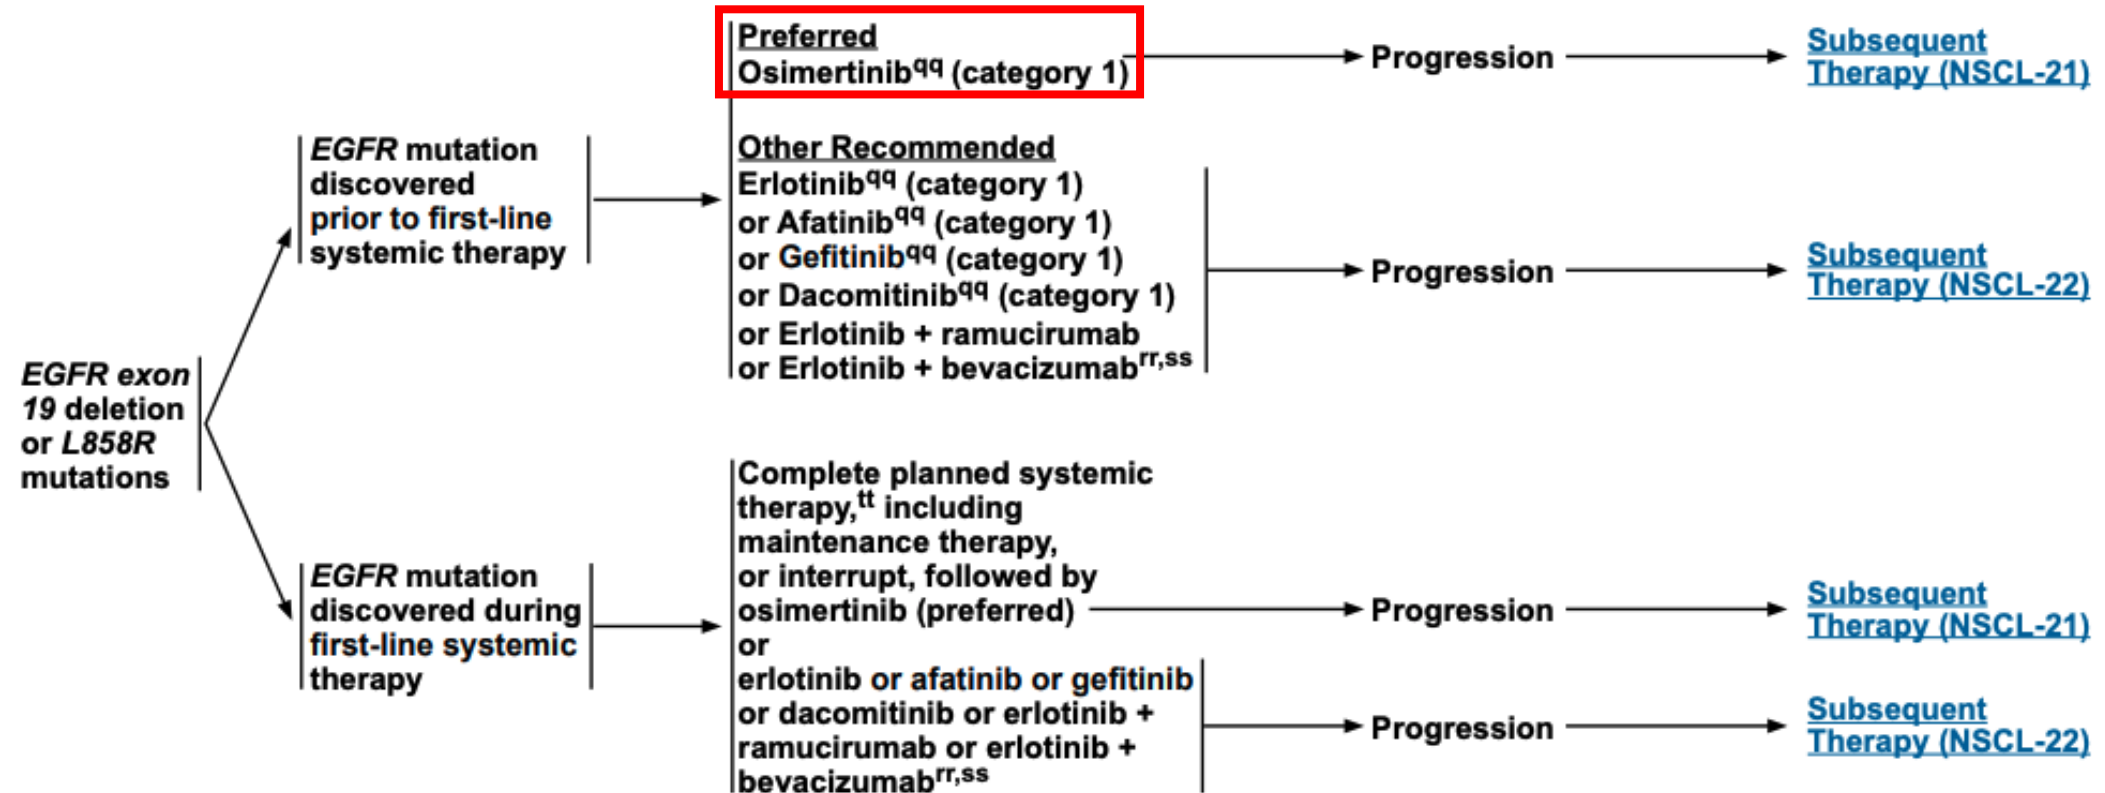 EGFR exon
19 deletion
or L858R
mutations
EGFR mutation
discovered
prior to first-line
systemic therapy
Preferred
Osimertinibqq (category 1)
Progression
Subsequent
Therapy (NSCL-21)
Other Recommended
Erlotinibqq (category 1)
or Afatinibqq (category 1)
or Gefitinibqq (category 1)
or Dacomitinibqq (category 1)
or Erlotinib + ramucirumab
or Erlotinib + bevacizumabrr,ss
Progression
Subsequent
Therapy (NSCL-22)
EGFR mutation
discovered during
first-line systemic
therapy
Complete planned systemic
therapy,tt including
maintenance therapy,
or interrupt, followed by
osimertinib (preferred)
Progression
Subsequent
Therapy (NSCL-21)
or
erlotinib or afatinib or gefitinib
or dacomitinib or erlotinib +
ramucirumab or erlotinib +
bevacizumabrr,ss
Progression
Subsequent
Therapy (NSCL-22)